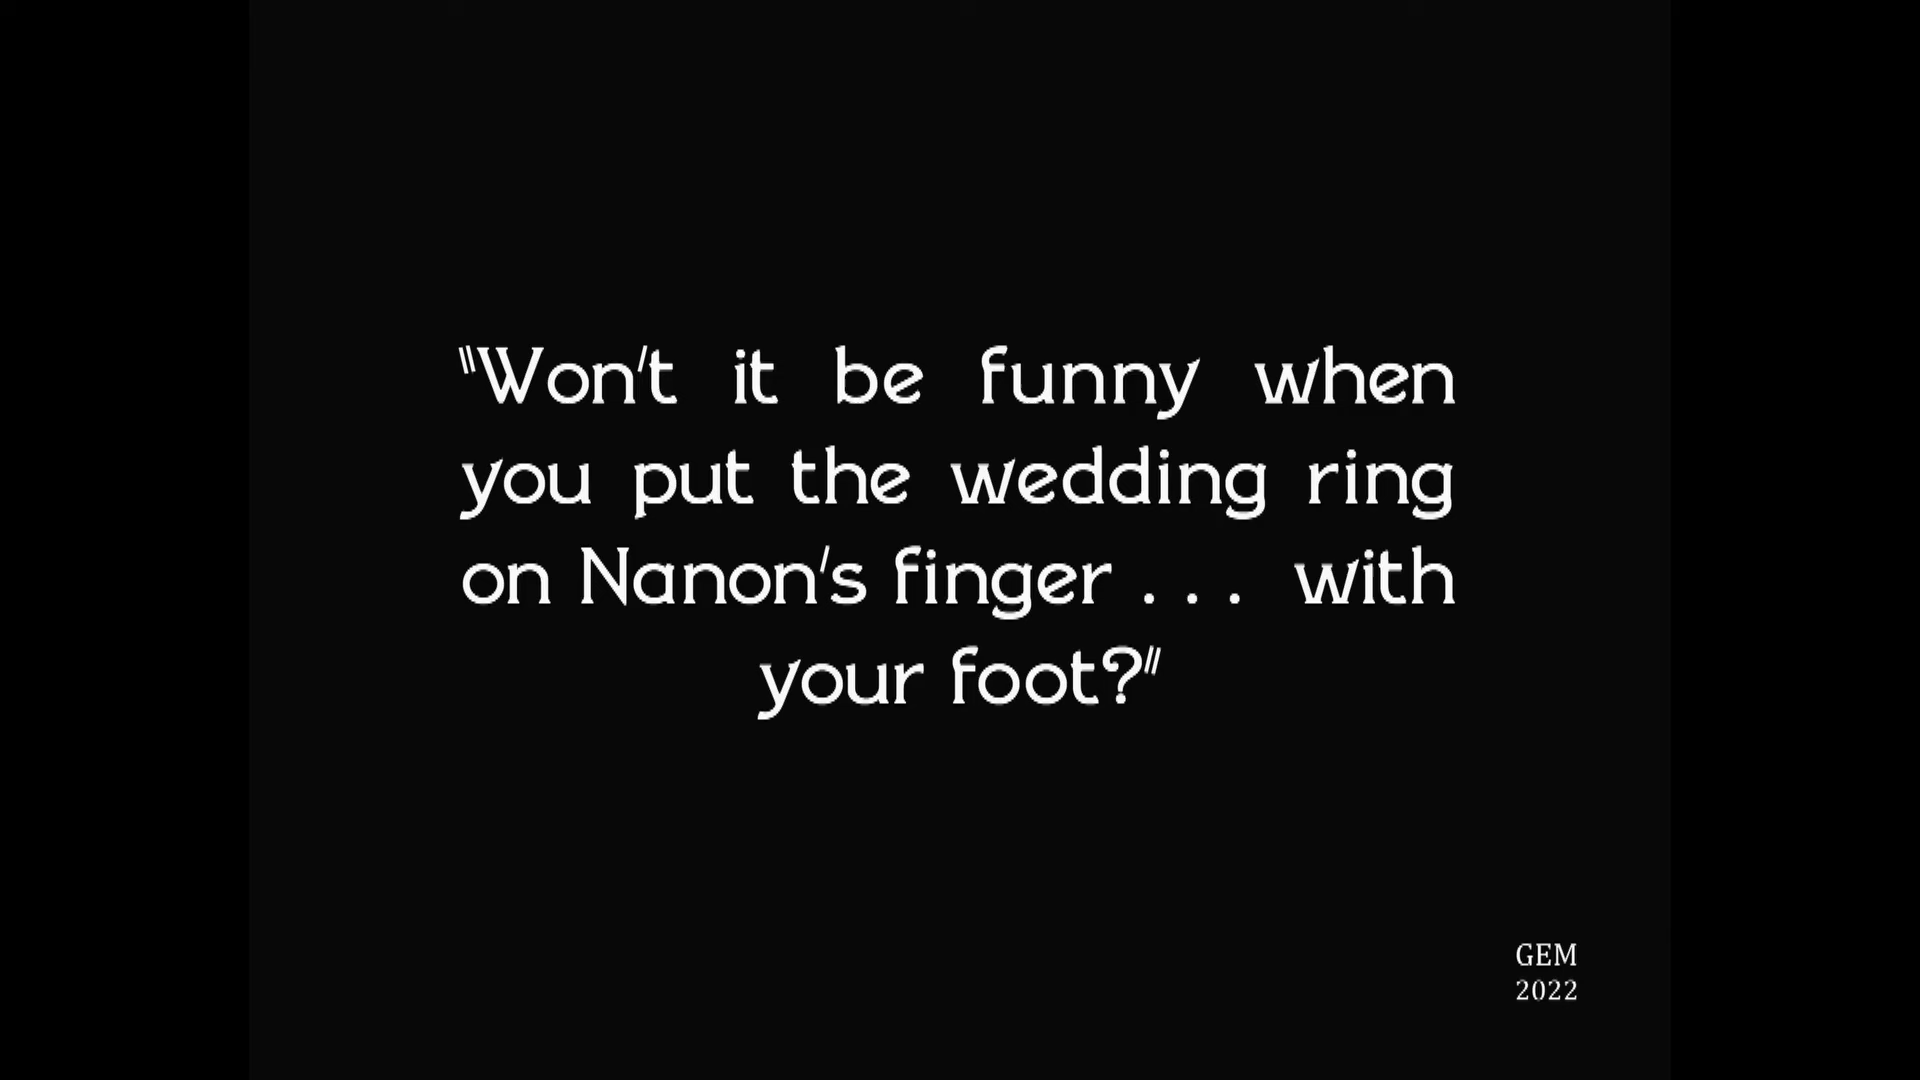 "Won't it be funny when
you put the wedding ring
on Nanon's finger . . . with
your foot?"
GEM
2022